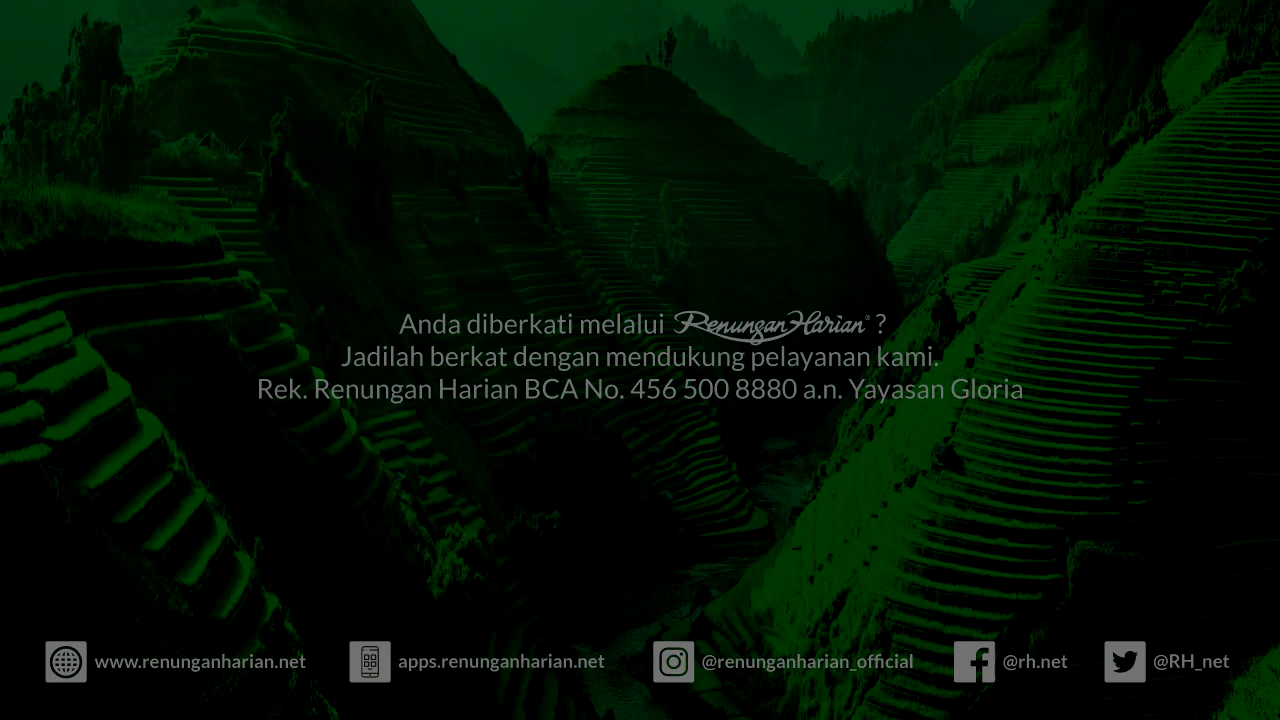 Anda diberkati melalui Renungan Harian® ?
Jadilah berkat dengan mendukung pelayanan kami.
Rek. Renungan Harian BCA No. 456 500 8880 a.n. Yayasan Gloria
www.renunganharian.net apps.renunganharian.net @renunganharian_official @rh.net @RH_net